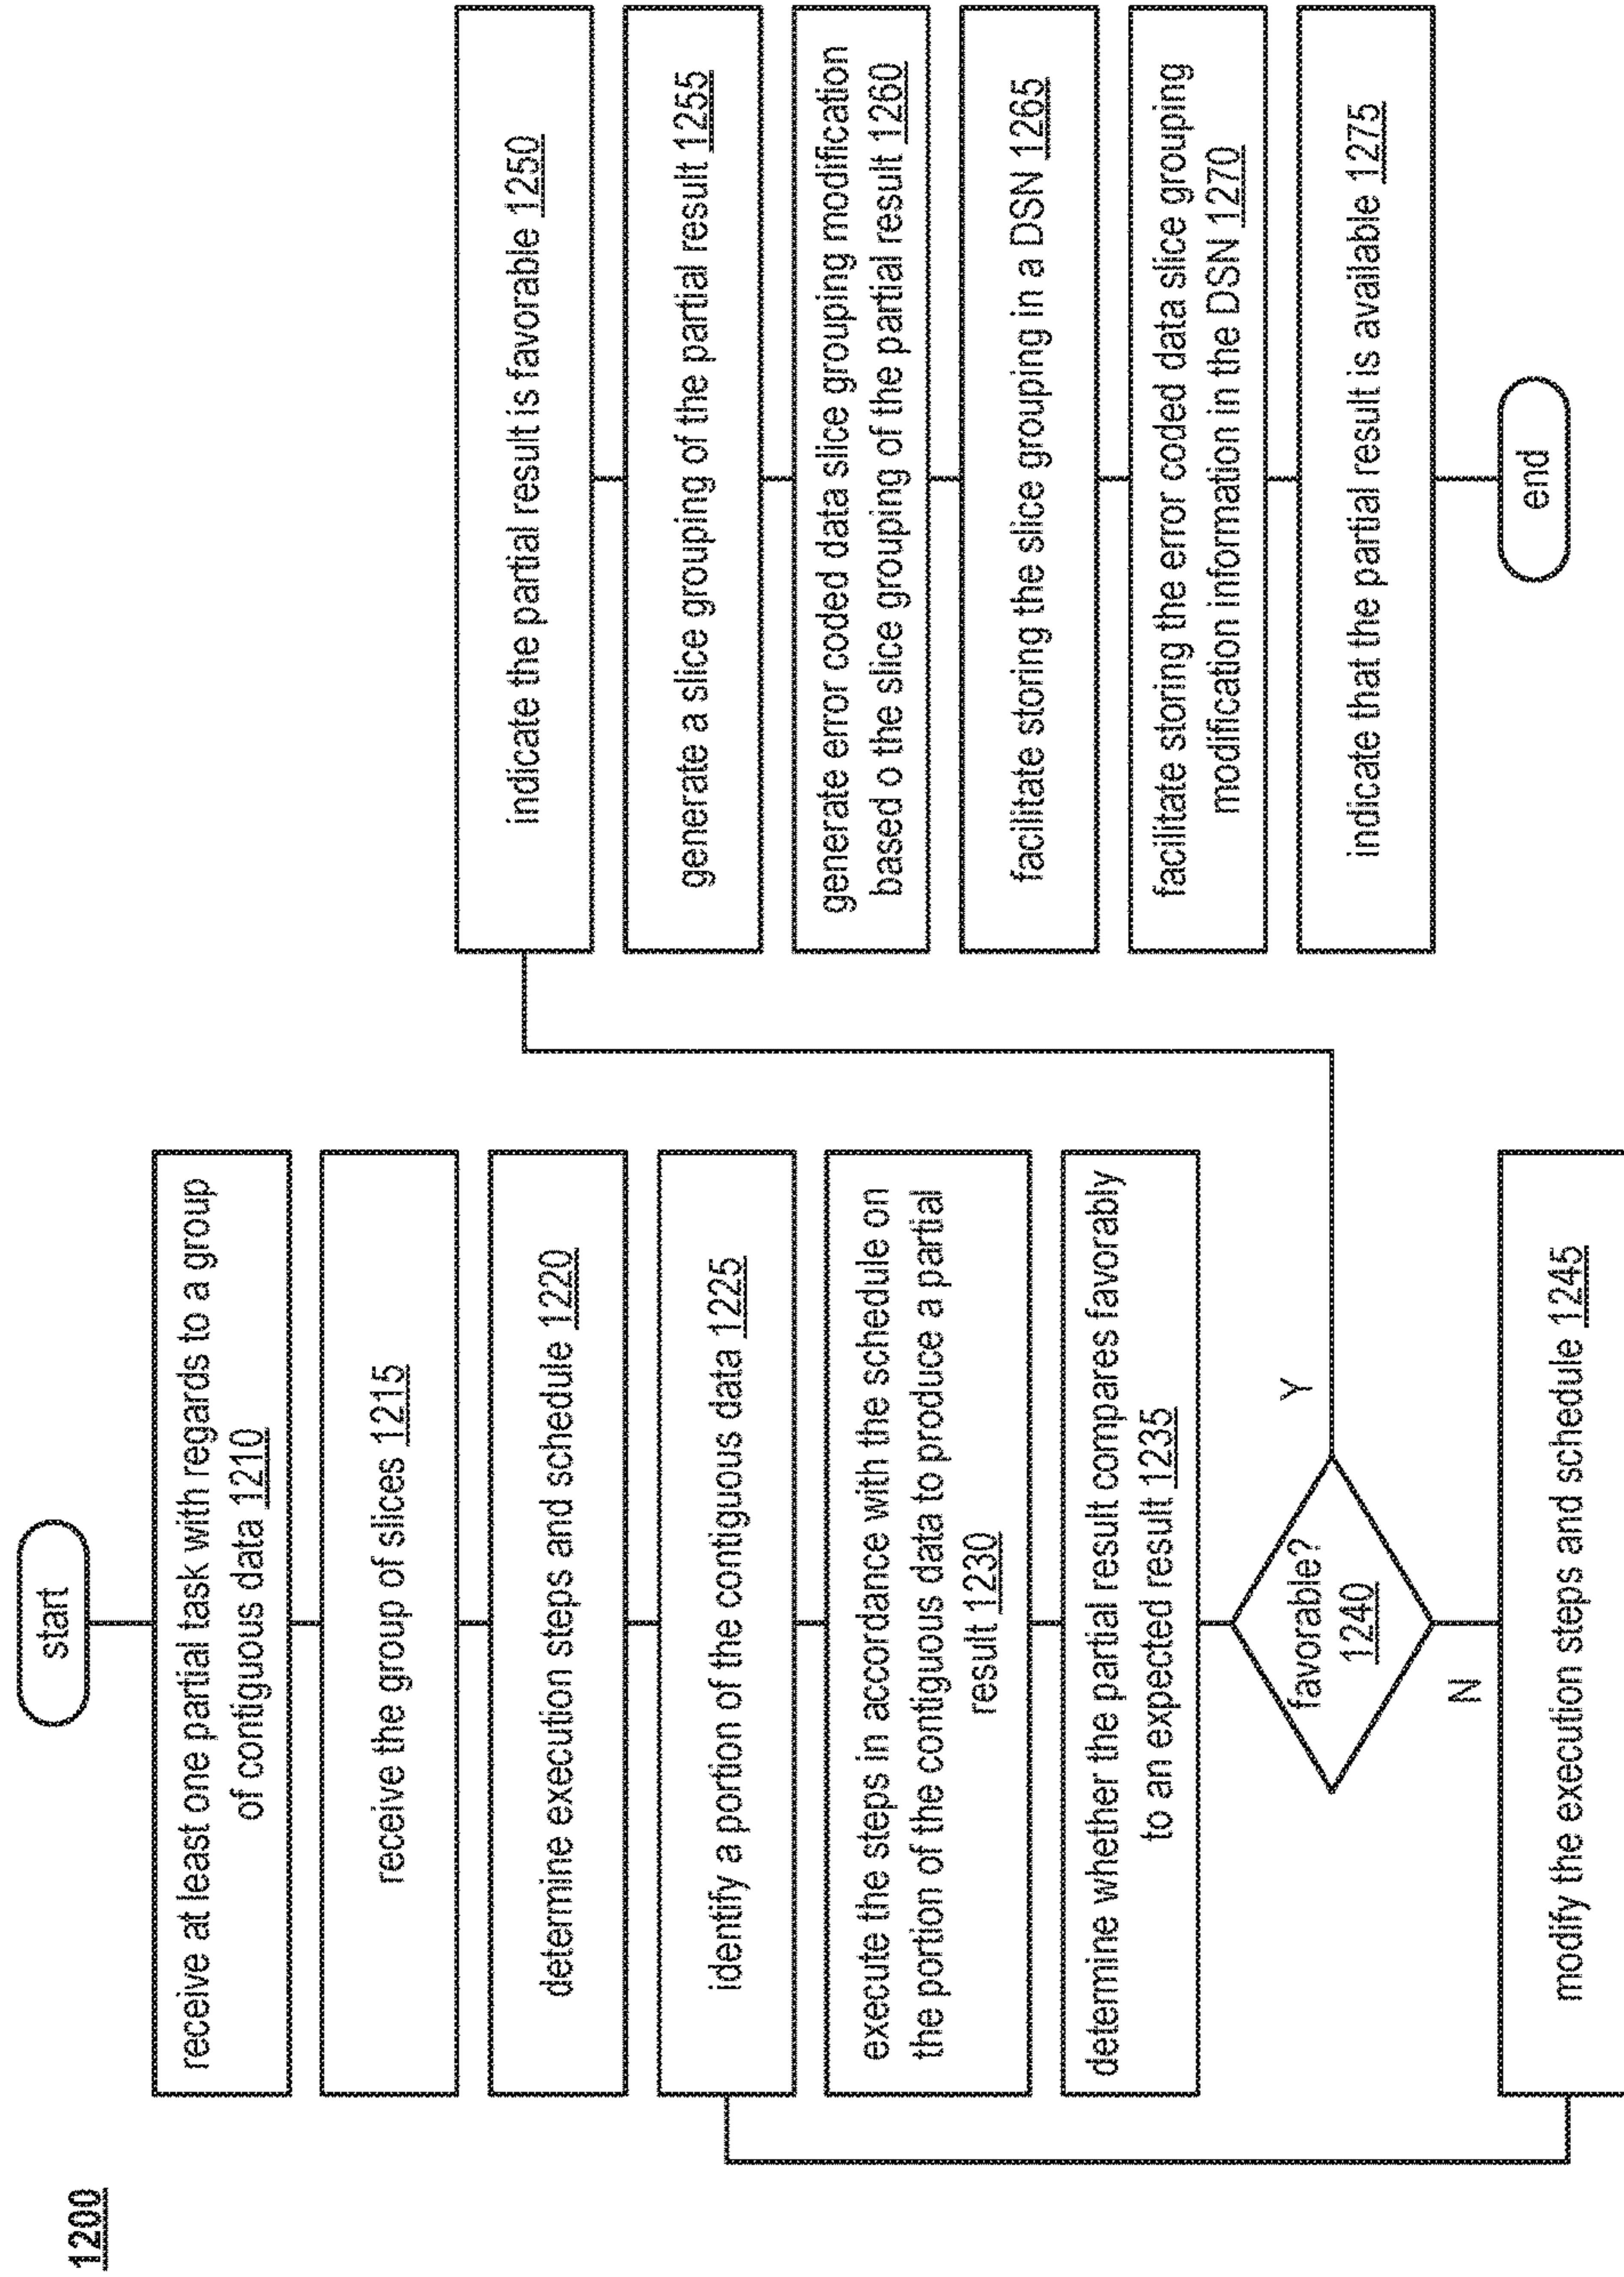 1200
start
receive at least one partial task with regards to a group
of contiguous data 1210
receive the group of slices 1215
determine execution steps and schedule 1220
identify a portion of the contiguous data 1225
execute the steps in accordance with the schedule on
the portion of the contiguous data to produce a partial
result 1230
determine whether the partial result compares favorably
to an expected result 1235
favorable?
1240
Y
N
modify the execution steps and schedule 1245
indicate the partial result is favorable 1250
generate a slice grouping of the partial result 1255
generate error coded data slice grouping modification
based o the slice grouping of the partial result 1260
facilitate storing the slice grouping in a DSN 1265
facilitate storing the error coded data slice grouping
modification information in the DSN 1270
indicate that the partial result is available 1275
end